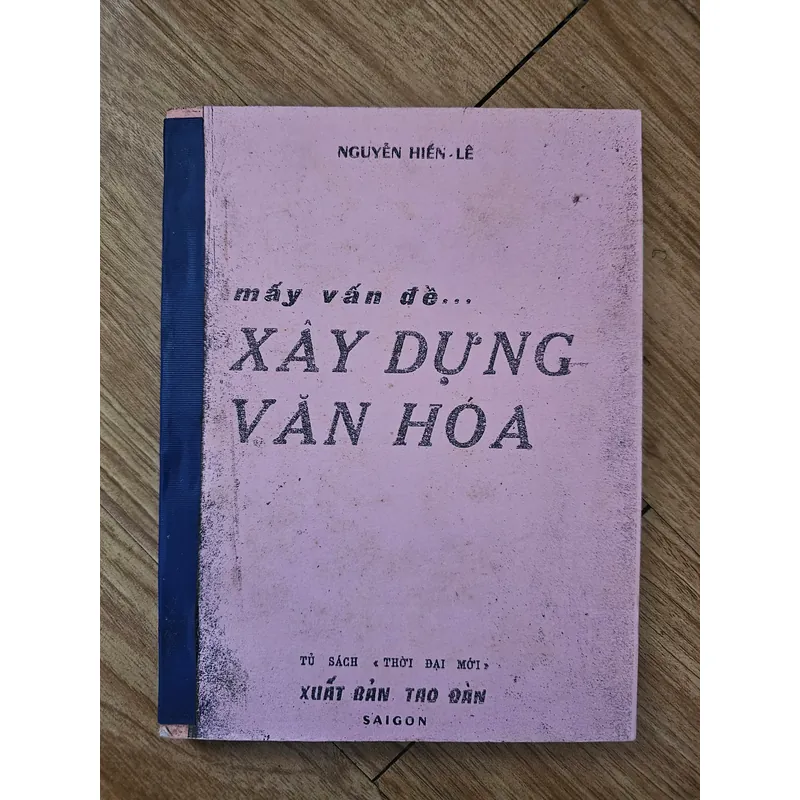 NGUYỄN HIẾN-LÊ
mấy vấn đề...
XÂY DỰNG
VĂN HÓA
TỦ SÁCH «THỜI ĐẠI MỚI»
XUẤT BẢN TAO ĐÀN
SAIGON